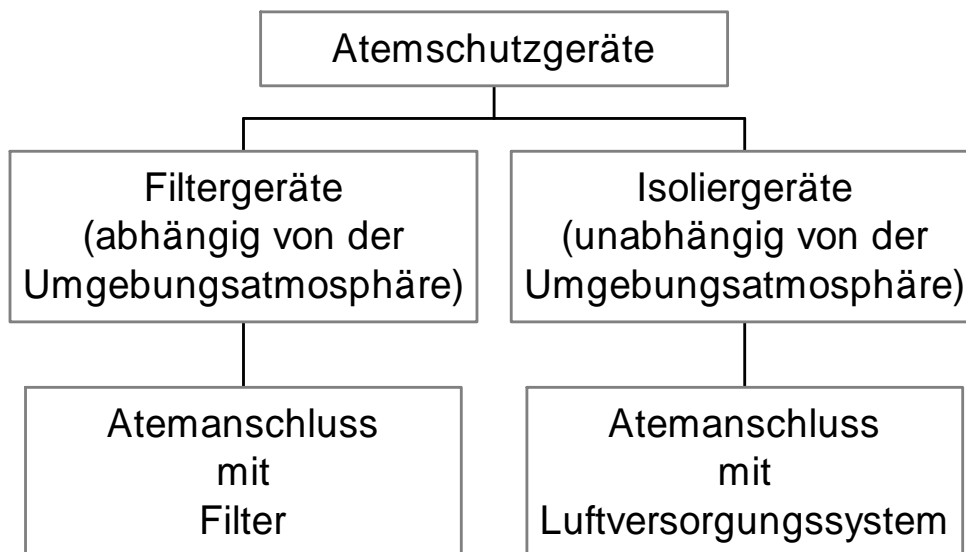 Atemschutzgeräte
Filtergeräte
(abhängig von der
Umgebungsatmosphäre)
Isoliergeräte
(unabhängig von der
Umgebungsatmosphäre)
Atemanschluss
mit
Filter
Atemanschluss
mit
Luftversorgungssystem